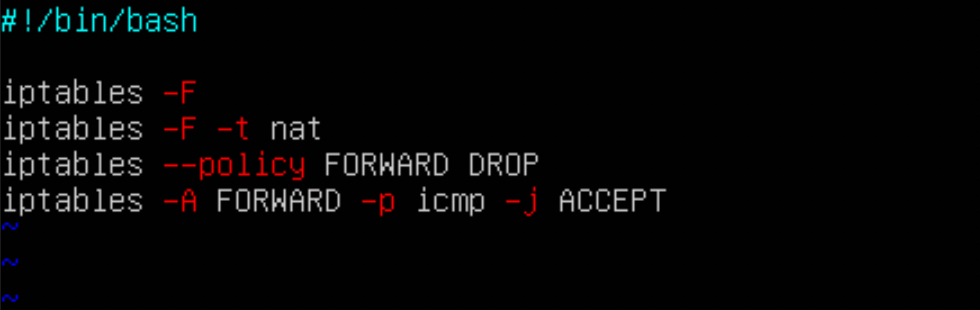 #!/bin/bash
iptables -F
iptables -F -t nat
iptables --policy FORWARD DROP
iptables -A FORWARD -p icmp -j ACCEPT
~
~
~